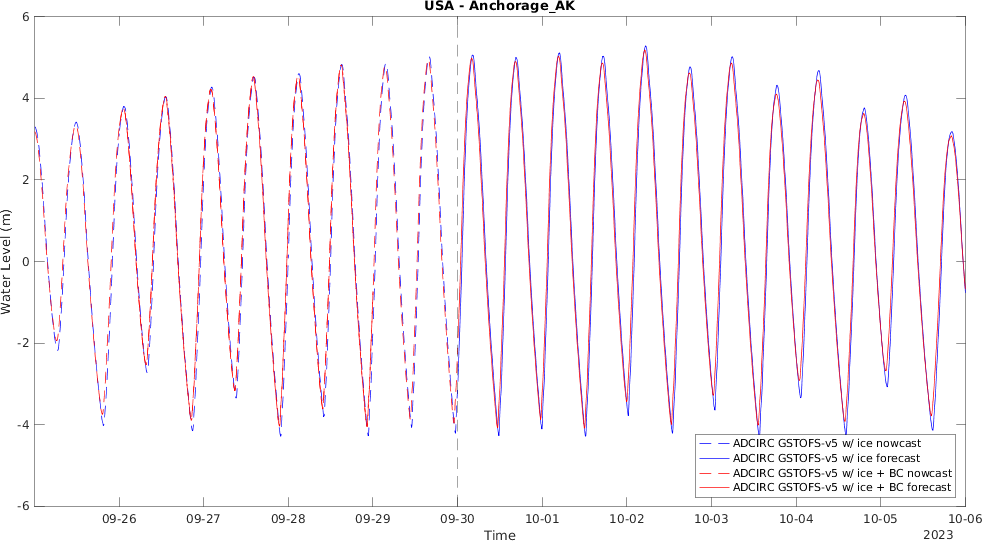 USA - Anchorage_AK
6
4
2
0
-2
-4
-6
Water Level (m)
09-26 09-27 09-28 09-29 09-30 10-01 10-02 10-03 10-04 10-05 10-06
Time
2023
ADCIRC GSTOFS-v5 w/ ice nowcast
ADCIRC GSTOFS-v5 w/ ice forecast
ADCIRC GSTOFS-v5 w/ ice + BC nowcast
ADCIRC GSTOFS-v5 w/ ice + BC forecast